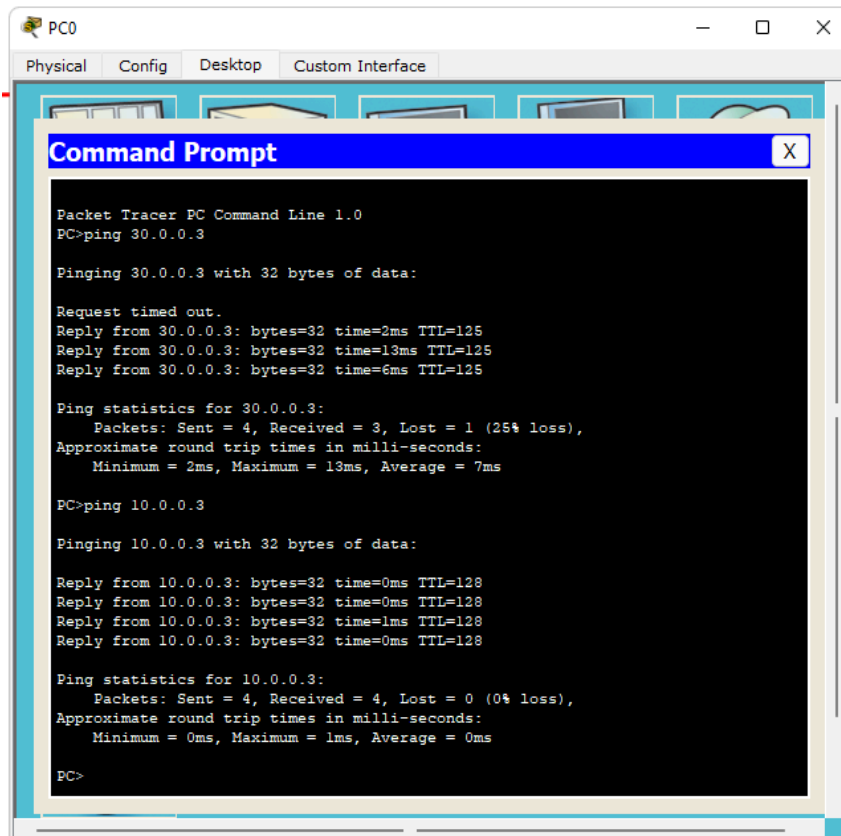 PC0
Physical Config Desktop Custom Interface
Command Prompt
X
Packet Tracer PC Command Line 1.0
PC>ping 30.0.0.3
Pinging 30.0.0.3 with 32 bytes of data:
Request timed out.
Reply from 30.0.0.3: bytes=32 time=2ms TTL=125
Reply from 30.0.0.3: bytes=32 time=13ms TTL=125
Reply from 30.0.0.3: bytes=32 time=6ms TTL=125
Ping statistics for 30.0.0.3:
Packets: Sent = 4, Received = 3, Lost = 1 (25% loss),
Approximate round trip times in milli-seconds:
Minimum = 2ms, Maximum = 13ms, Average = 7ms
PC>ping 10.0.0.3
Pinging 10.0.0.3 with 32 bytes of data:
Reply from 10.0.0.3: bytes=32 time=0ms TTL=128
Reply from 10.0.0.3: bytes=32 time=0ms TTL=128
Reply from 10.0.0.3: bytes=32 time=1ms TTL=128
Reply from 10.0.0.3: bytes=32 time=0ms TTL=128
Ping statistics for 10.0.0.3:
Packets: Sent = 4, Received = 4, Lost = 0 (0% loss),
Approximate round trip times in milli-seconds:
Minimum = 0ms, Maximum = 1ms, Average = 0ms
PC>